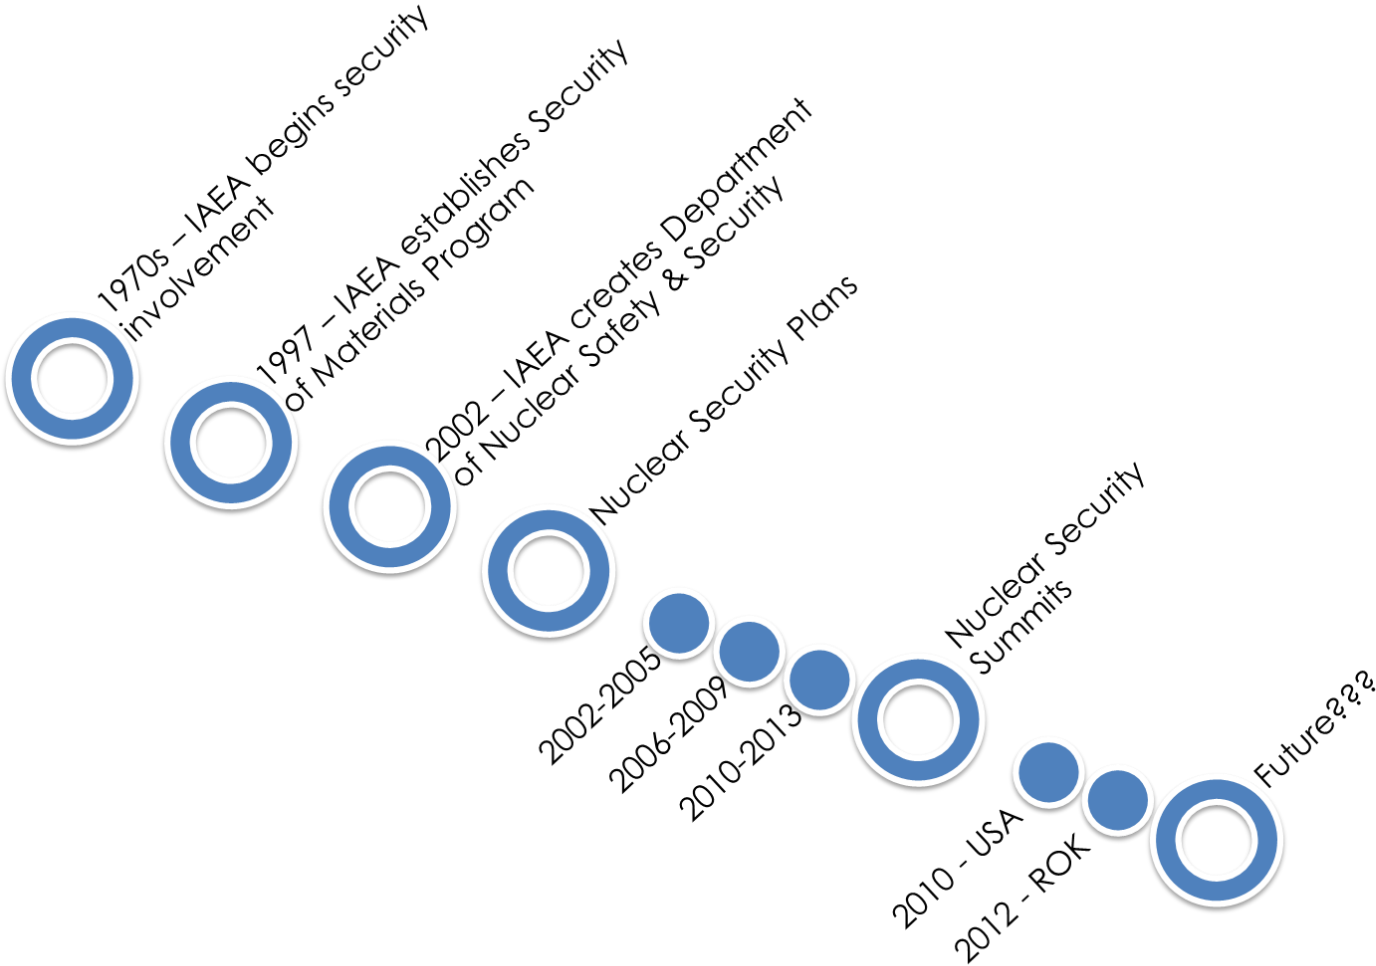 1970s – IAEA begins security
involvement
1997 – IAEA establishes Security
of Materials Program
2002 – IAEA creates Department
of Nuclear Safety & Security
Nuclear Security Plans
2002-2005
2006-2009
2010-2013
Nuclear Security
Summits
2010 - USA
2012 - ROK
Future???